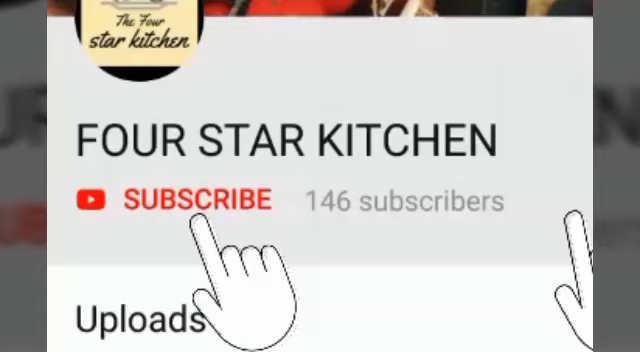 The Four
star kitchen
FOUR STAR KITCHEN
SUBSCRIBE 146 subscribers
Uploads